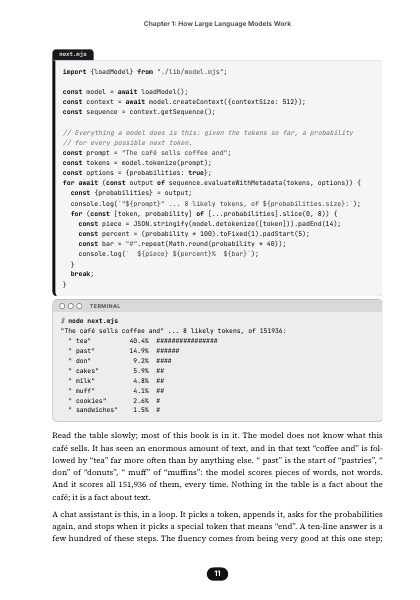 Chapter 1: How Large Language Models Work
next.mjs
import {loadModel} from "./lib/model.mjs";
const model = await loadModel();
const context = await model.createContext({contextSize: 512});
const sequence = context.getSequence();
// Everything a model does is this: given the tokens so far, a probability
// for every possible next token.
const prompt = "The café sells coffee and";
const tokens = model.tokenize(prompt);
const options = {probabilities: true};
for await (const output of sequence.evaluateWithMetadata(tokens, options)) {
  const {probabilities} = output;
  console.log(`"${prompt}" ... 8 likely tokens, of ${probabilities.size}:`);
  for (const [token, probability] of [...probabilities].slice(0, 8)) {
    const piece = JSON.stringify(model.detokenize([token])).padEnd(14);
    const percent = (probability * 100).toFixed(1).padStart(5);
    const bar = "#".repeat(Math.round(probability * 40));
    console.log(`  ${piece} ${percent}%  ${bar}`);
  }
  break;
}
TERMINAL
$ node next.mjs
"The café sells coffee and" ... 8 likely tokens, of 151936:
  " tea"          40.4%  ################
  " past"         14.9%  ######
  " don"           9.2%  ####
  " cakes"         5.9%  ##
  " milk"          4.8%  ##
  " muff"          4.1%  ##
  " cookies"       2.6%  #
  " sandwiches"    1.5%  #
Read the table slowly; most of this book is in it. The model does not know what this
café sells. It has seen an enormous amount of text, and in that text “coffee and” is fol-
lowed by “tea” far more often than by anything else. “ past” is the start of “pastries”, “
don” of “donuts”, “ muff” of “muffins”: the model scores pieces of words, not words.
And it scores all 151,936 of them, every time. Nothing in the table is a fact about the
café; it is a fact about text.
A chat assistant is this, in a loop. It picks a token, appends it, asks for the probabilities
again, and stops when it picks a special token that means “end”. A ten-line answer is a
few hundred of these steps. The fluency comes from being very good at this one step;
11